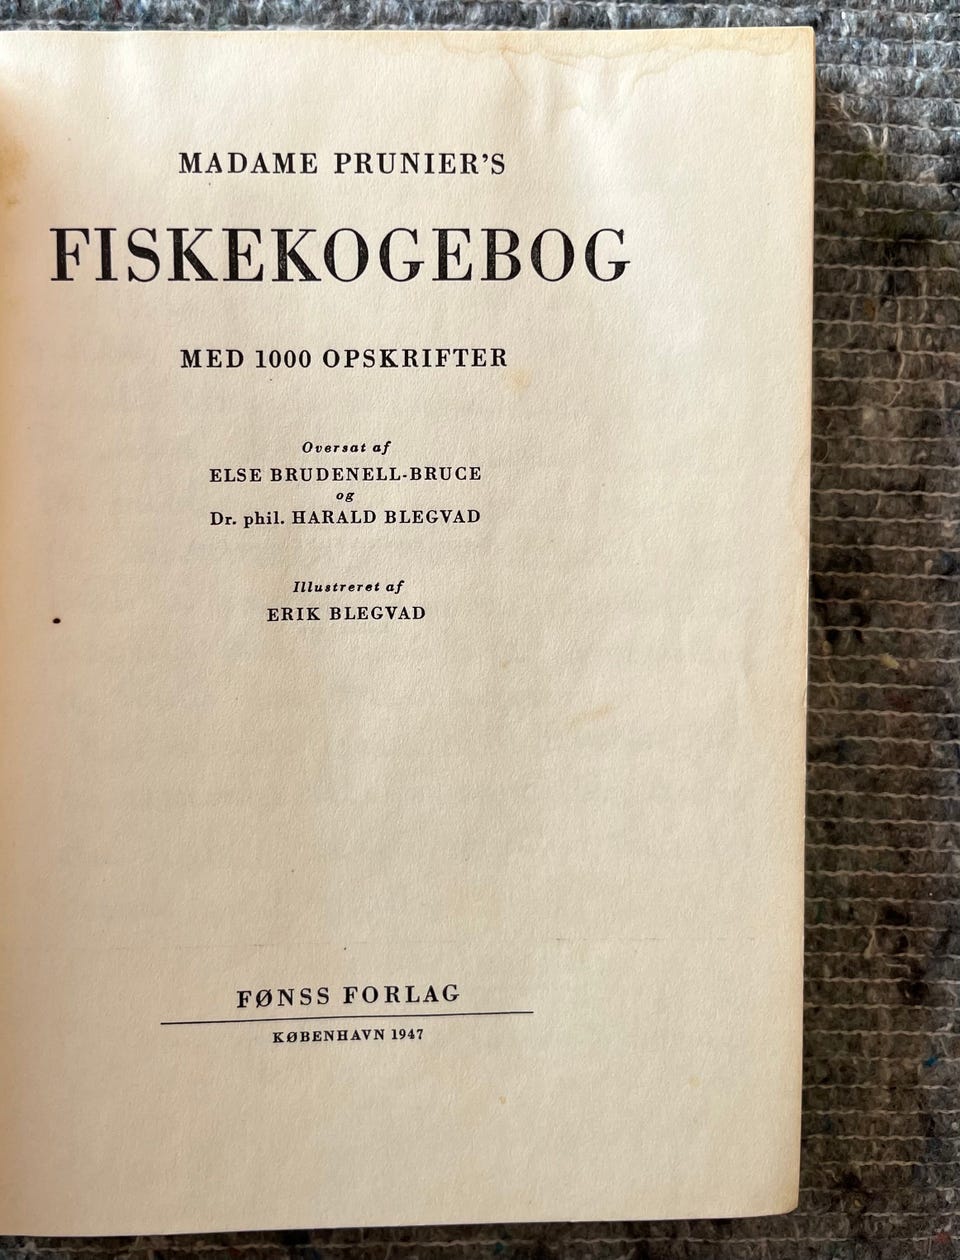 MADAME PRUNIER’S
FISKEKOGEBOG
MED 1000 OPSKRIFTER
Oversat af
ELSE BRUDENELL-BRUCE
og
Dr. phil. HARALD BLEGVAD
Illustreret af
ERIK BLEGVAD
FØNSS FORLAG
KØBENHAVN 1947